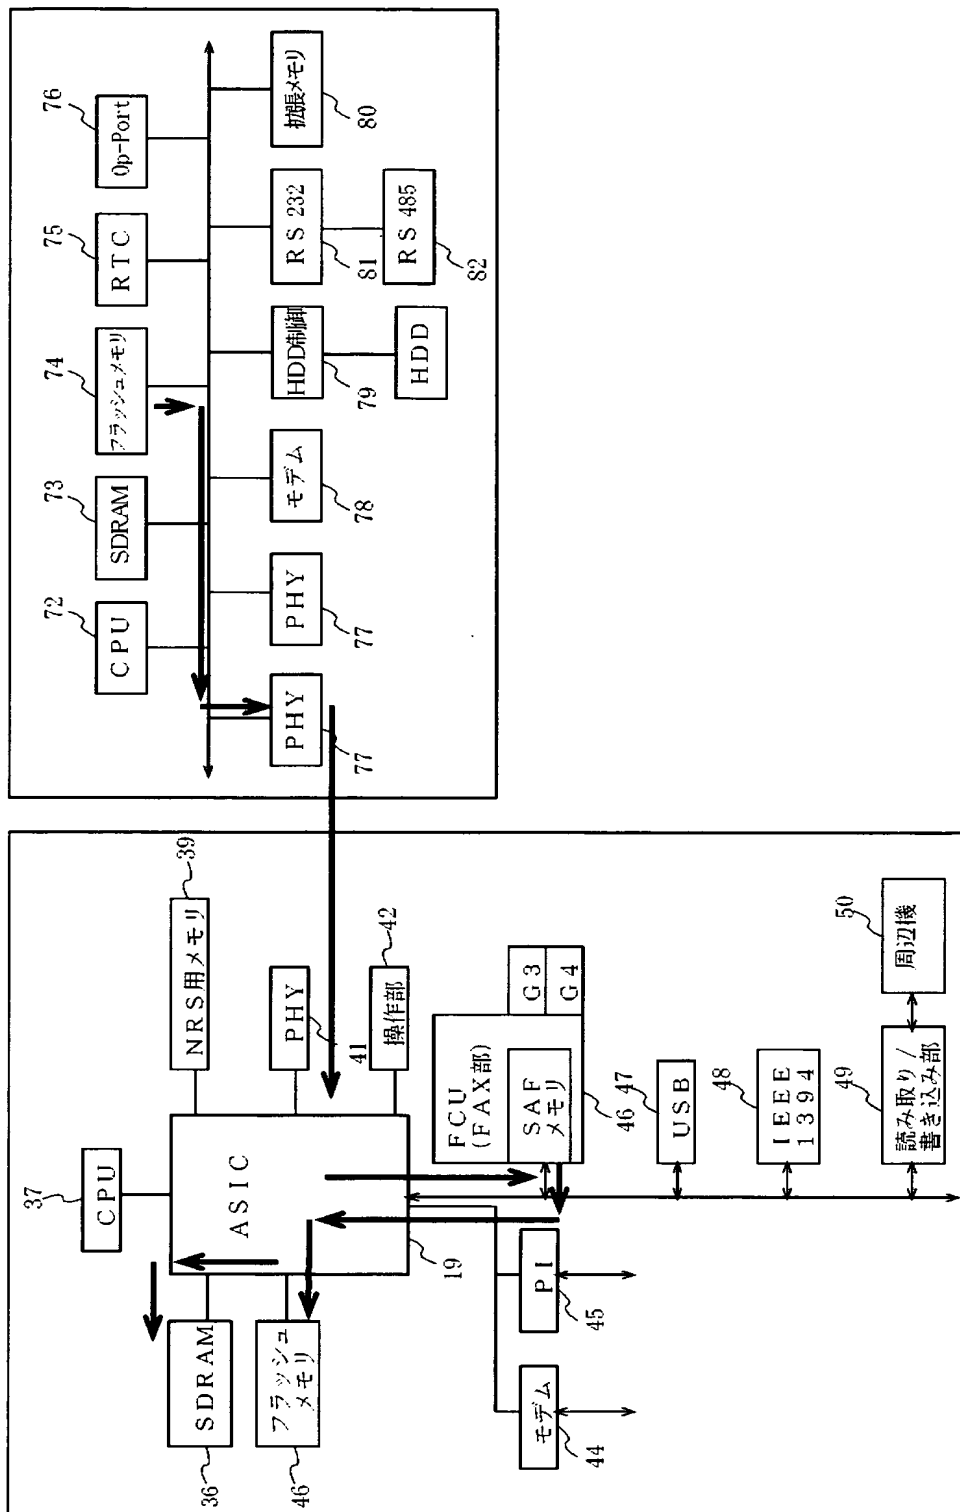 37
CPU
39
NRS用メモリ
ASIC
PHY
41
42
操作部
36
SDRAM
46
フラッシュ
メモリ
19
FCU
(FAX部)
SAF
メモリ
G3
G4
46
47
USB
48
IEEE
1394
49
読み取り/
書き込み部
50
周辺機
PI
45
モデム
44
72
CPU
73
SDRAM
74
フラッシュメモリ
75
RTC
76
Op-Port
PHY
77
PHY
77
モデム
78
HDD制御
79
HDD
RS232
81
RS485
82
拡張メモリ
80